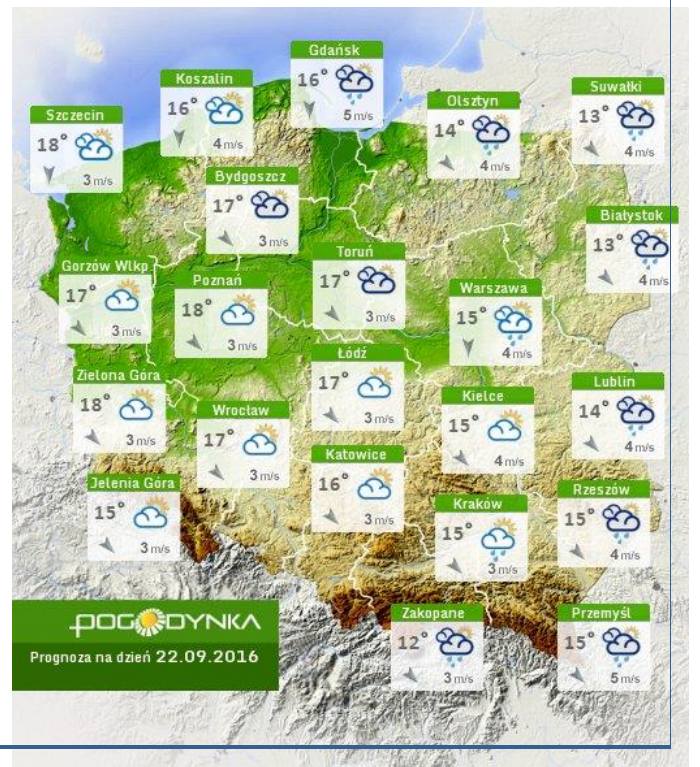 Gdańsk
16°
5 m/s
Koszalin
16°
4 m/s
Suwałki
13°
4 m/s
Olsztyn
14°
4 m/s
Szczecin
18°
3 m/s
Bydgoszcz
17°
3 m/s
Białystok
13°
4 m/s
Toruń
17°
3 m/s
Gorzów Wlkp.
17°
3 m/s
Poznań
18°
3 m/s
Warszawa
15°
4 m/s
Łódź
17°
3 m/s
Zielona Góra
18°
3 m/s
Lublin
14°
4 m/s
Kielce
15°
4 m/s
Wrocław
17°
3 m/s
Katowice
16°
3 m/s
Jelenia Góra
15°
3 m/s
Rzeszów
15°
4 m/s
Kraków
15°
3 m/s
Zakopane
12°
3 m/s
Przemyśl
15°
5 m/s
POGODYNKA
Prognoza na dzień 22.09.2016